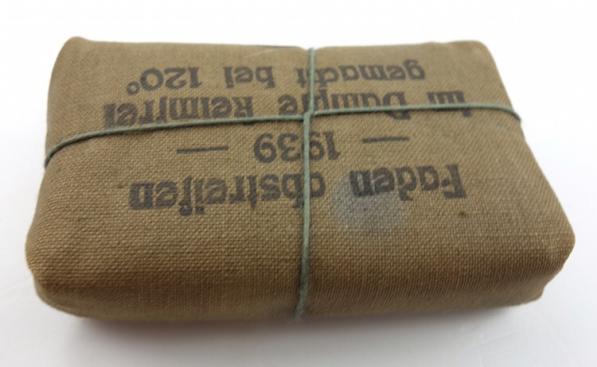 Faden abstreifen
— 1939 —
im Dampfe keimfrei
gemacht bei 120°